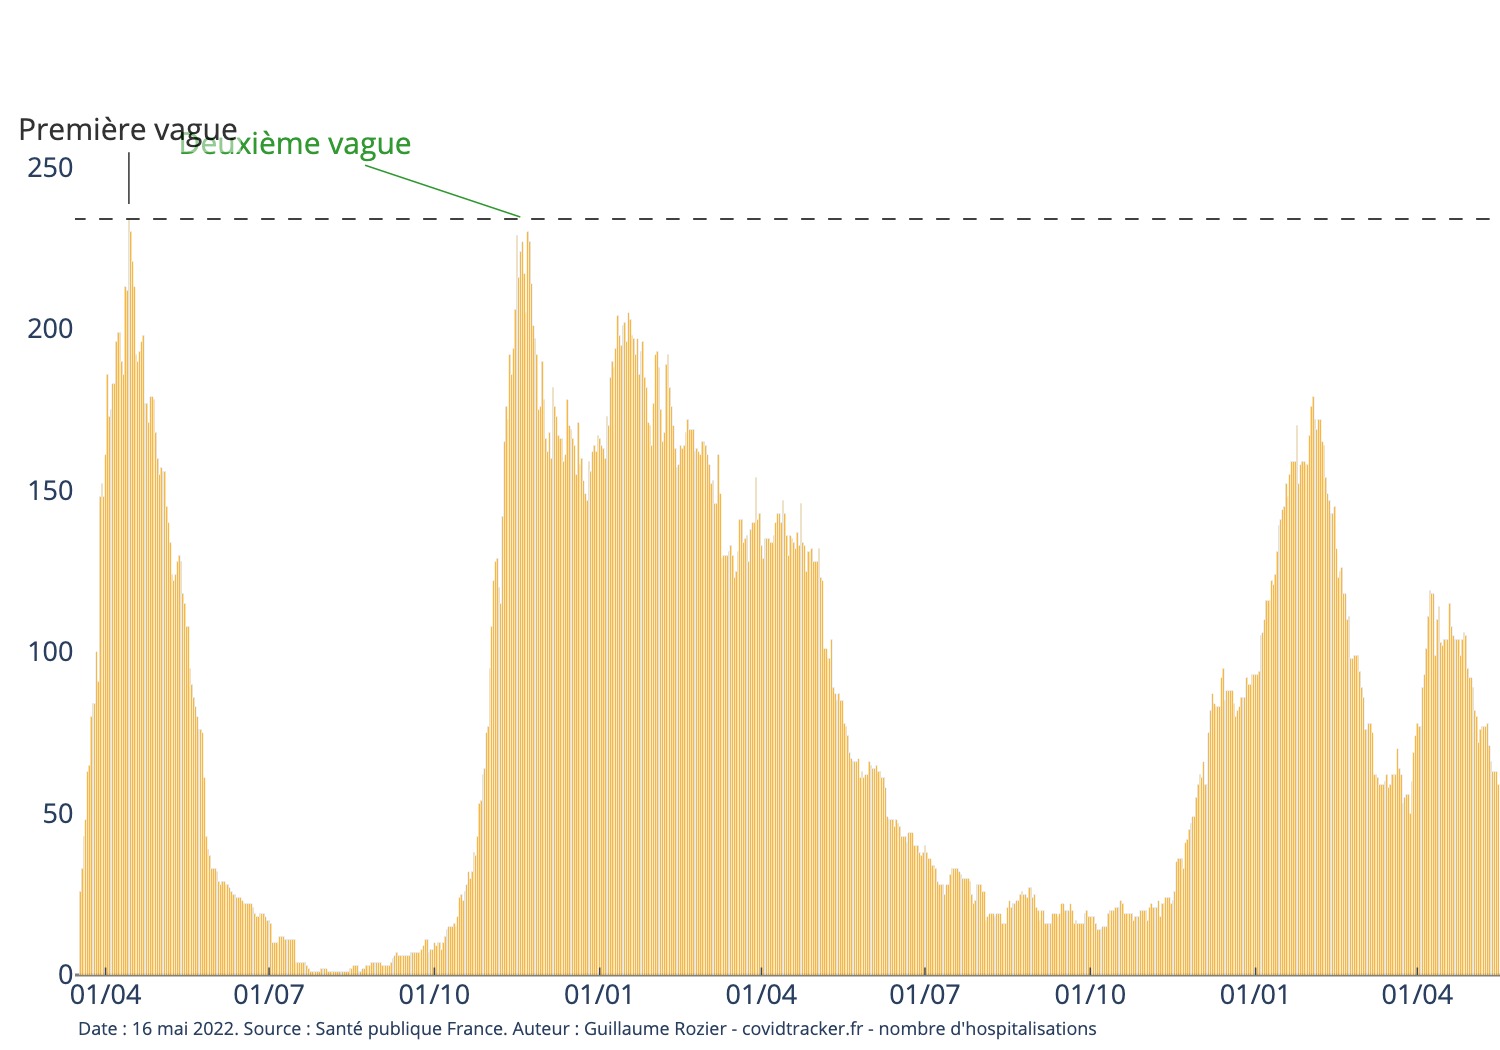 Première vague
Deuxième vague
250
200
150
100
50
0
01/04 01/07 01/10 01/01 01/04 01/07 01/10 01/01 01/04
Date : 16 mai 2022. Source : Santé publique France. Auteur : Guillaume Rozier - covidtracker.fr - nombre d'hospitalisations